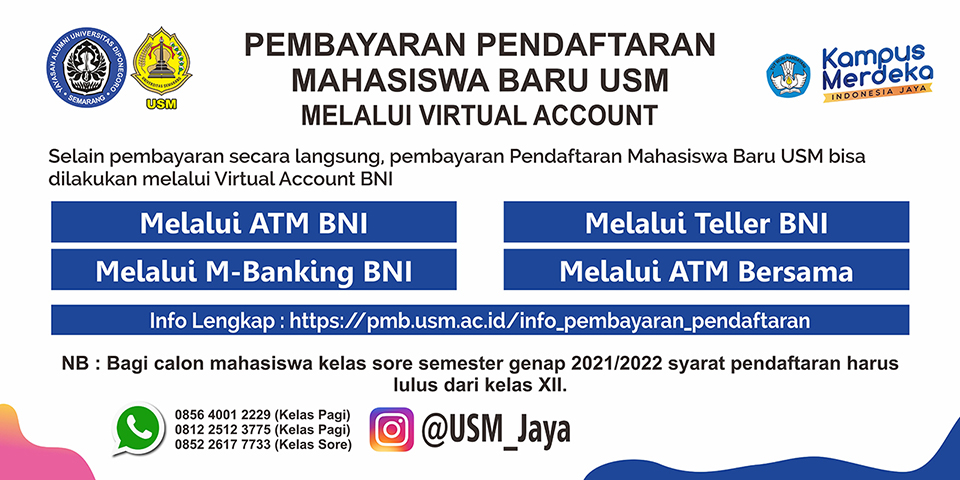 YAYASAN ALUMNI UNIVERSITAS DIPONEGORO
SEMARANG
USM
PEMBAYARAN PENDAFTARAN
MAHASISWA BARU USM
MELALUI VIRTUAL ACCOUNT
Kampus
Merdeka
INDONESIA JAYA
Selain pembayaran secara langsung, pembayaran Pendaftaran Mahasiswa Baru USM bisa
dilakukan melalui Virtual Account BNI
Melalui ATM BNI
Melalui Teller BNI
Melalui M-Banking BNI
Melalui ATM Bersama
Info Lengkap : https://pmb.usm.ac.id/info_pembayaran_pendaftaran
NB : Bagi calon mahasiswa kelas sore semester genap 2021/2022 syarat pendaftaran harus
lulus dari kelas XII.
0856 4001 2229 (Kelas Pagi)
0812 2512 3775 (Kelas Pagi)
0852 2617 7733 (Kelas Sore)
@USM_Jaya